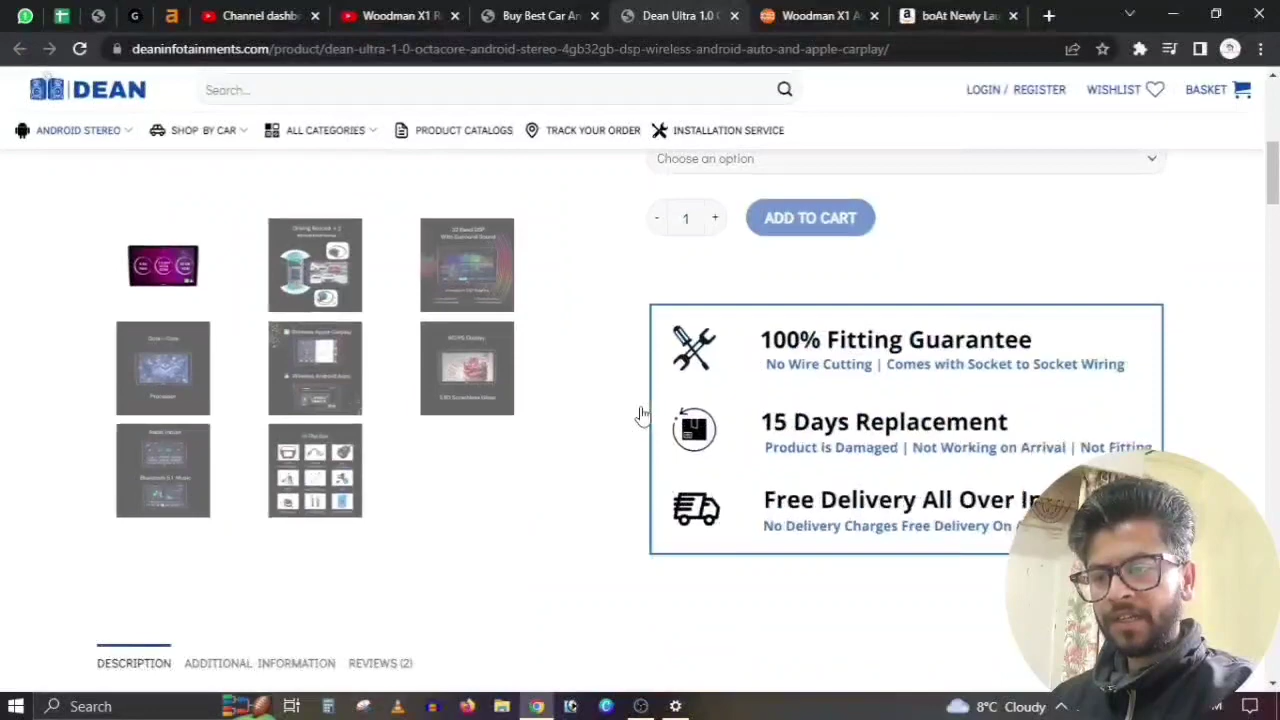 Channel dashb
Woodman X1 R
Buy Best Car An
Dean Ultra 1.0 O
Woodman X1 A
boAt Newly Lau
deaninfotainments.com/product/dean-ultra-1-0-octacore-android-stereo-4gb32gb-dsp-wireless-android-auto-and-apple-carplay/
DEAN
Search...
LOGIN / REGISTER
WISHLIST
BASKET
ANDROID STEREO
SHOP BY CAR
ALL CATEGORIES
PRODUCT CATALOGS
TRACK YOUR ORDER
INSTALLATION SERVICE
Choose an option
- 1 +
ADD TO CART
100% Fitting Guarantee
No Wire Cutting | Comes with Socket to Socket Wiring
15 Days Replacement
Product is Damaged | Not Working on Arrival | Not Fitting
Free Delivery All Over
No Delivery Charges Free Delivery On
Processor
DESCRIPTION
ADDITIONAL INFORMATION
REVIEWS (2)
Search
8°C Cloudy